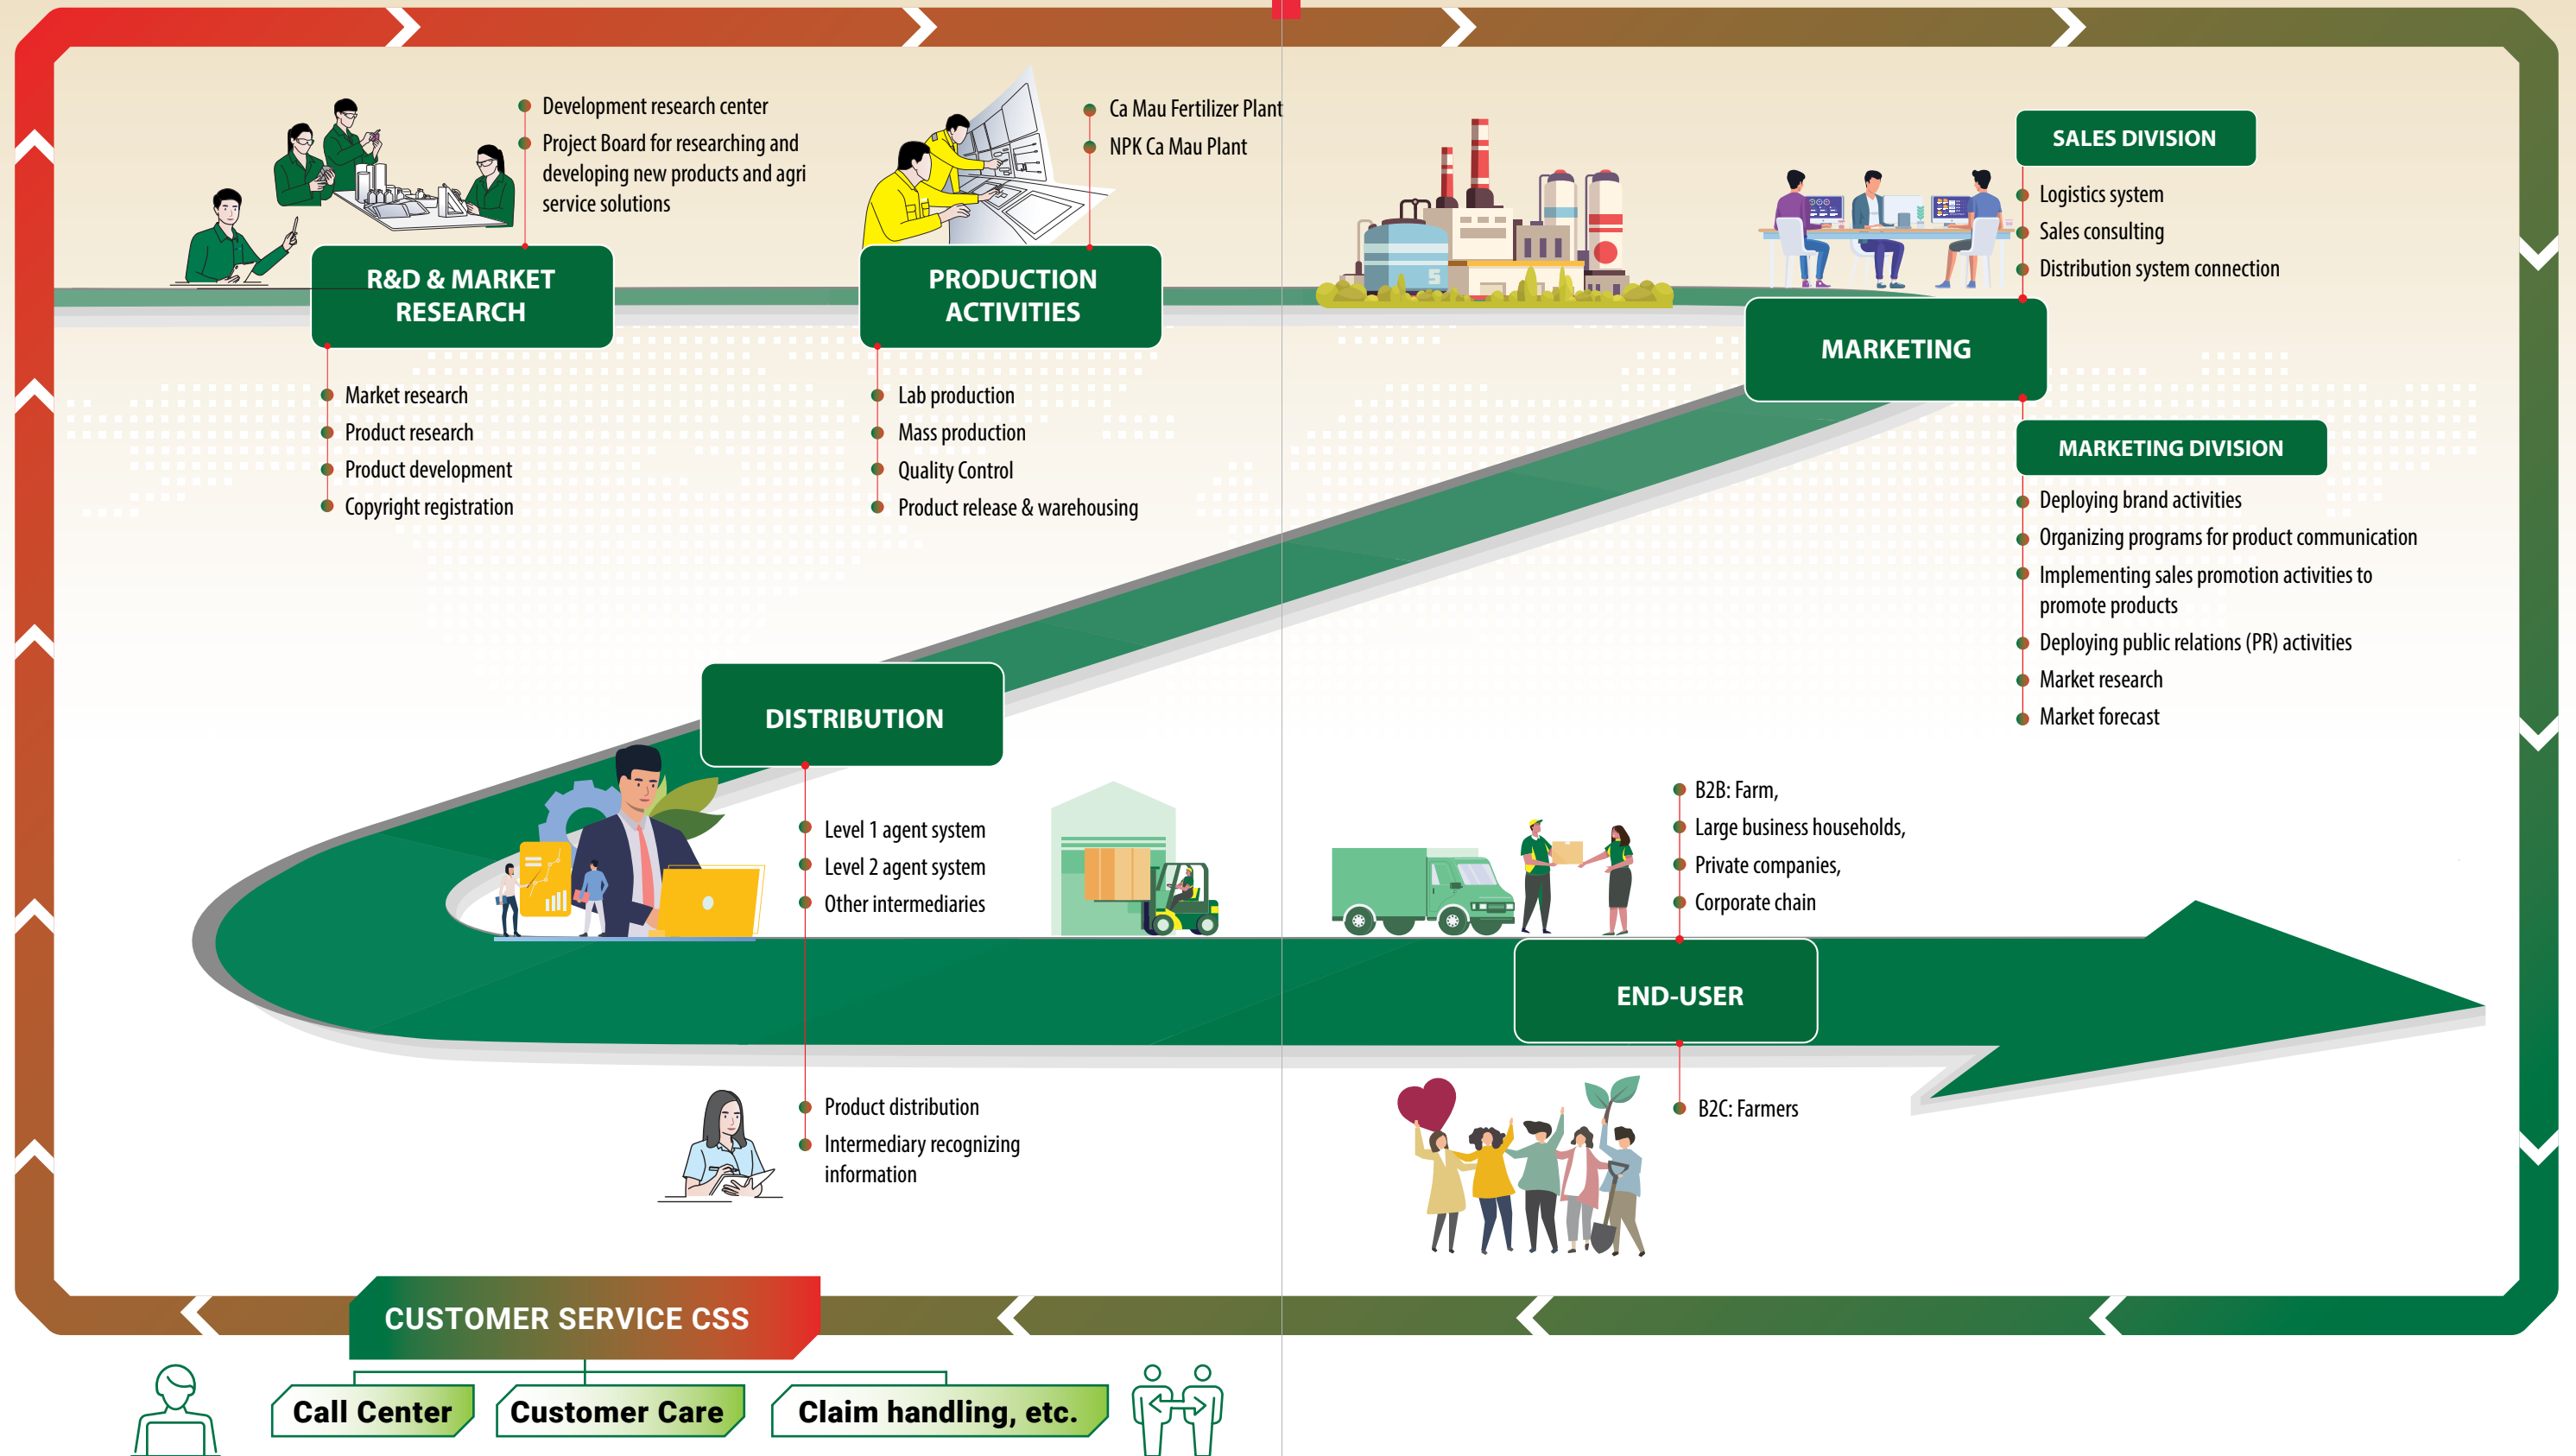 Development research center
Project Board for researching and
developing new products and agri
service solutions
R&D & MARKET
RESEARCH
Market research
Product research
Product development
Copyright registration
Ca Mau Fertilizer Plant
NPK Ca Mau Plant
PRODUCTION
ACTIVITIES
Lab production
Mass production
Quality Control
Product release & warehousing
5
SALES DIVISION
Logistics system
Sales consulting
Distribution system connection
MARKETING
MARKETING DIVISION
Deploying brand activities
Organizing programs for product communication
Implementing sales promotion activities to
promote products
Deploying public relations (PR) activities
Market research
Market forecast
DISTRIBUTION
Level 1 agent system
Level 2 agent system
Other intermediaries
Product distribution
Intermediary recognizing
information
B2B: Farm,
Large business households,
Private companies,
Corporate chain
END-USER
B2C: Farmers
CUSTOMER SERVICE CSS
Call Center
Customer Care
Claim handling, etc.